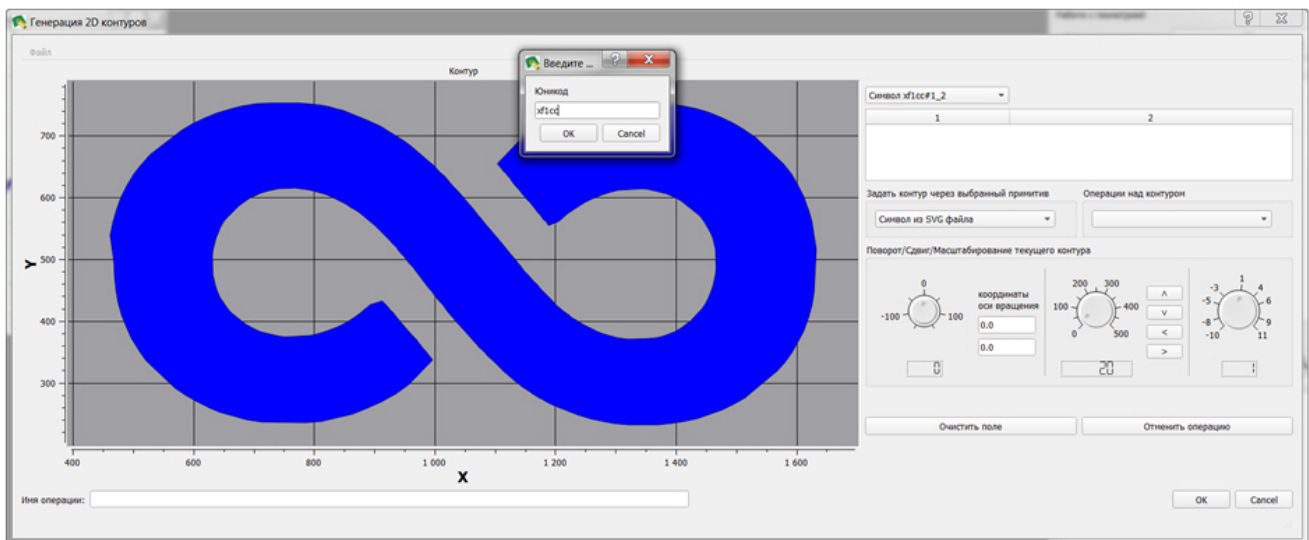 Генерация 2D контуров
Файл
Контур
Введите ...
Юникод
xf1cc
OK Cancel
700
600
500
400
300
Y
400 600 800 1 000 1 200 1 400 1 600
X
Имя операции:
Символ xf1cc#1_2
1 2
Задать контур через выбранный примитив Операции над контуром
Символ из SVG файла
Поворот/Сдвиг/Масштабирование текущего контура
0
-100 100
0
координаты
оси вращения
0.0
0.0
200 300
100 400
0 500
20
^
v
<
>
1
-3 4
-5 6
-8 9
-10 11
1
Очистить поле Отменить операцию
OK Cancel